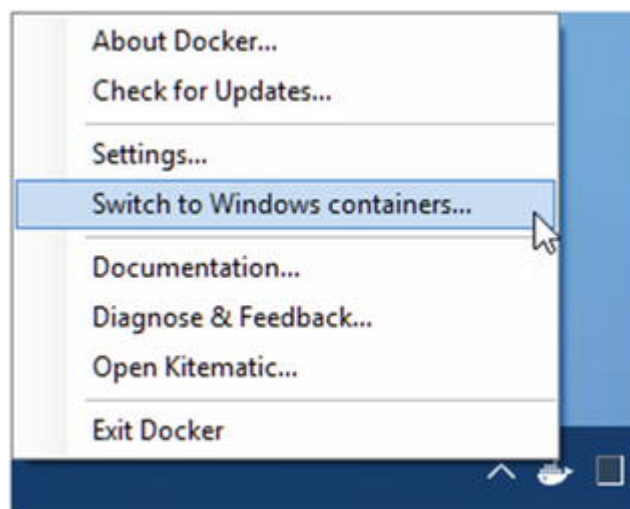 About Docker...
Check for Updates...
Settings...
Switch to Windows containers...
Documentation...
Diagnose & Feedback...
Open Kitematic...
Exit Docker